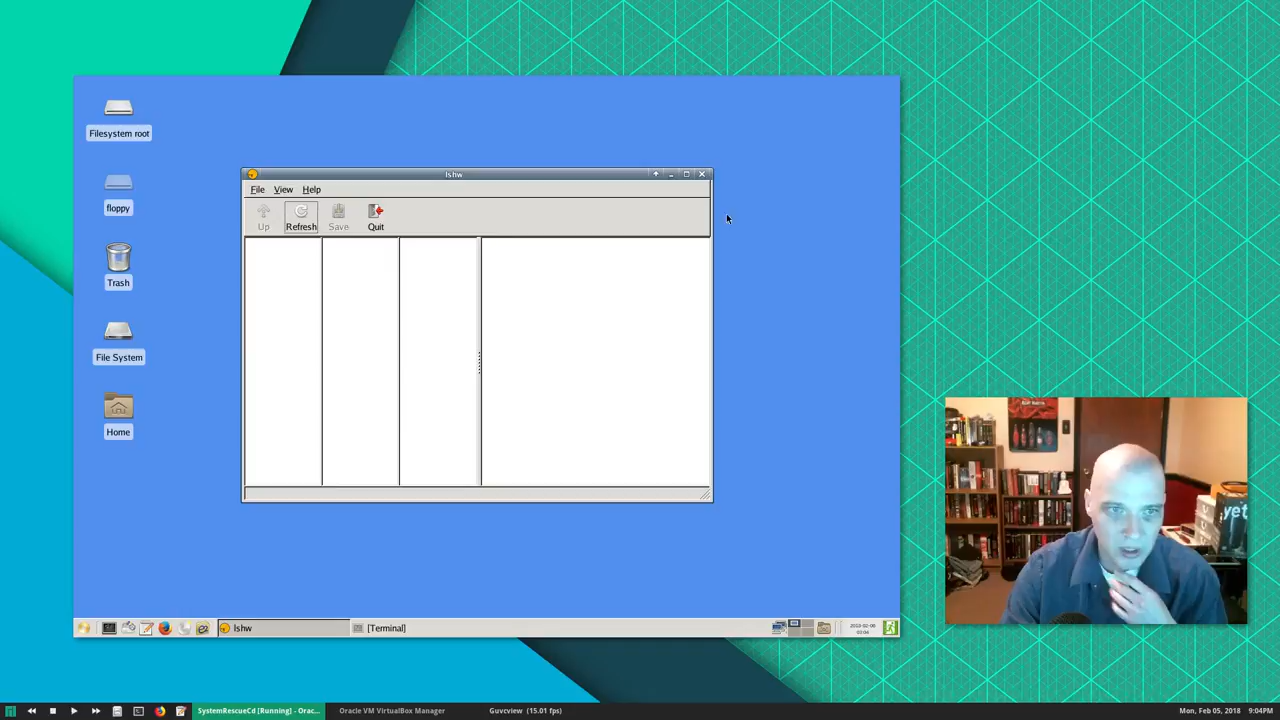 Filesystem root
floppy
Trash
File System
Home
lshw
File View Help
Up Refresh Save Quit
lshw
[Terminal]
yet
SystemRescueCd [Running] - Orac...
Oracle VM VirtualBox Manager
Guvcview (15.01 fps)
Mon, Feb 05, 2018
9:04PM